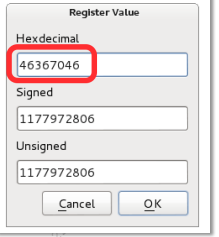 Register Value
Hexdecimal
46367046
Signed
1177972806
Unsigned
1177972806
Cancel OK